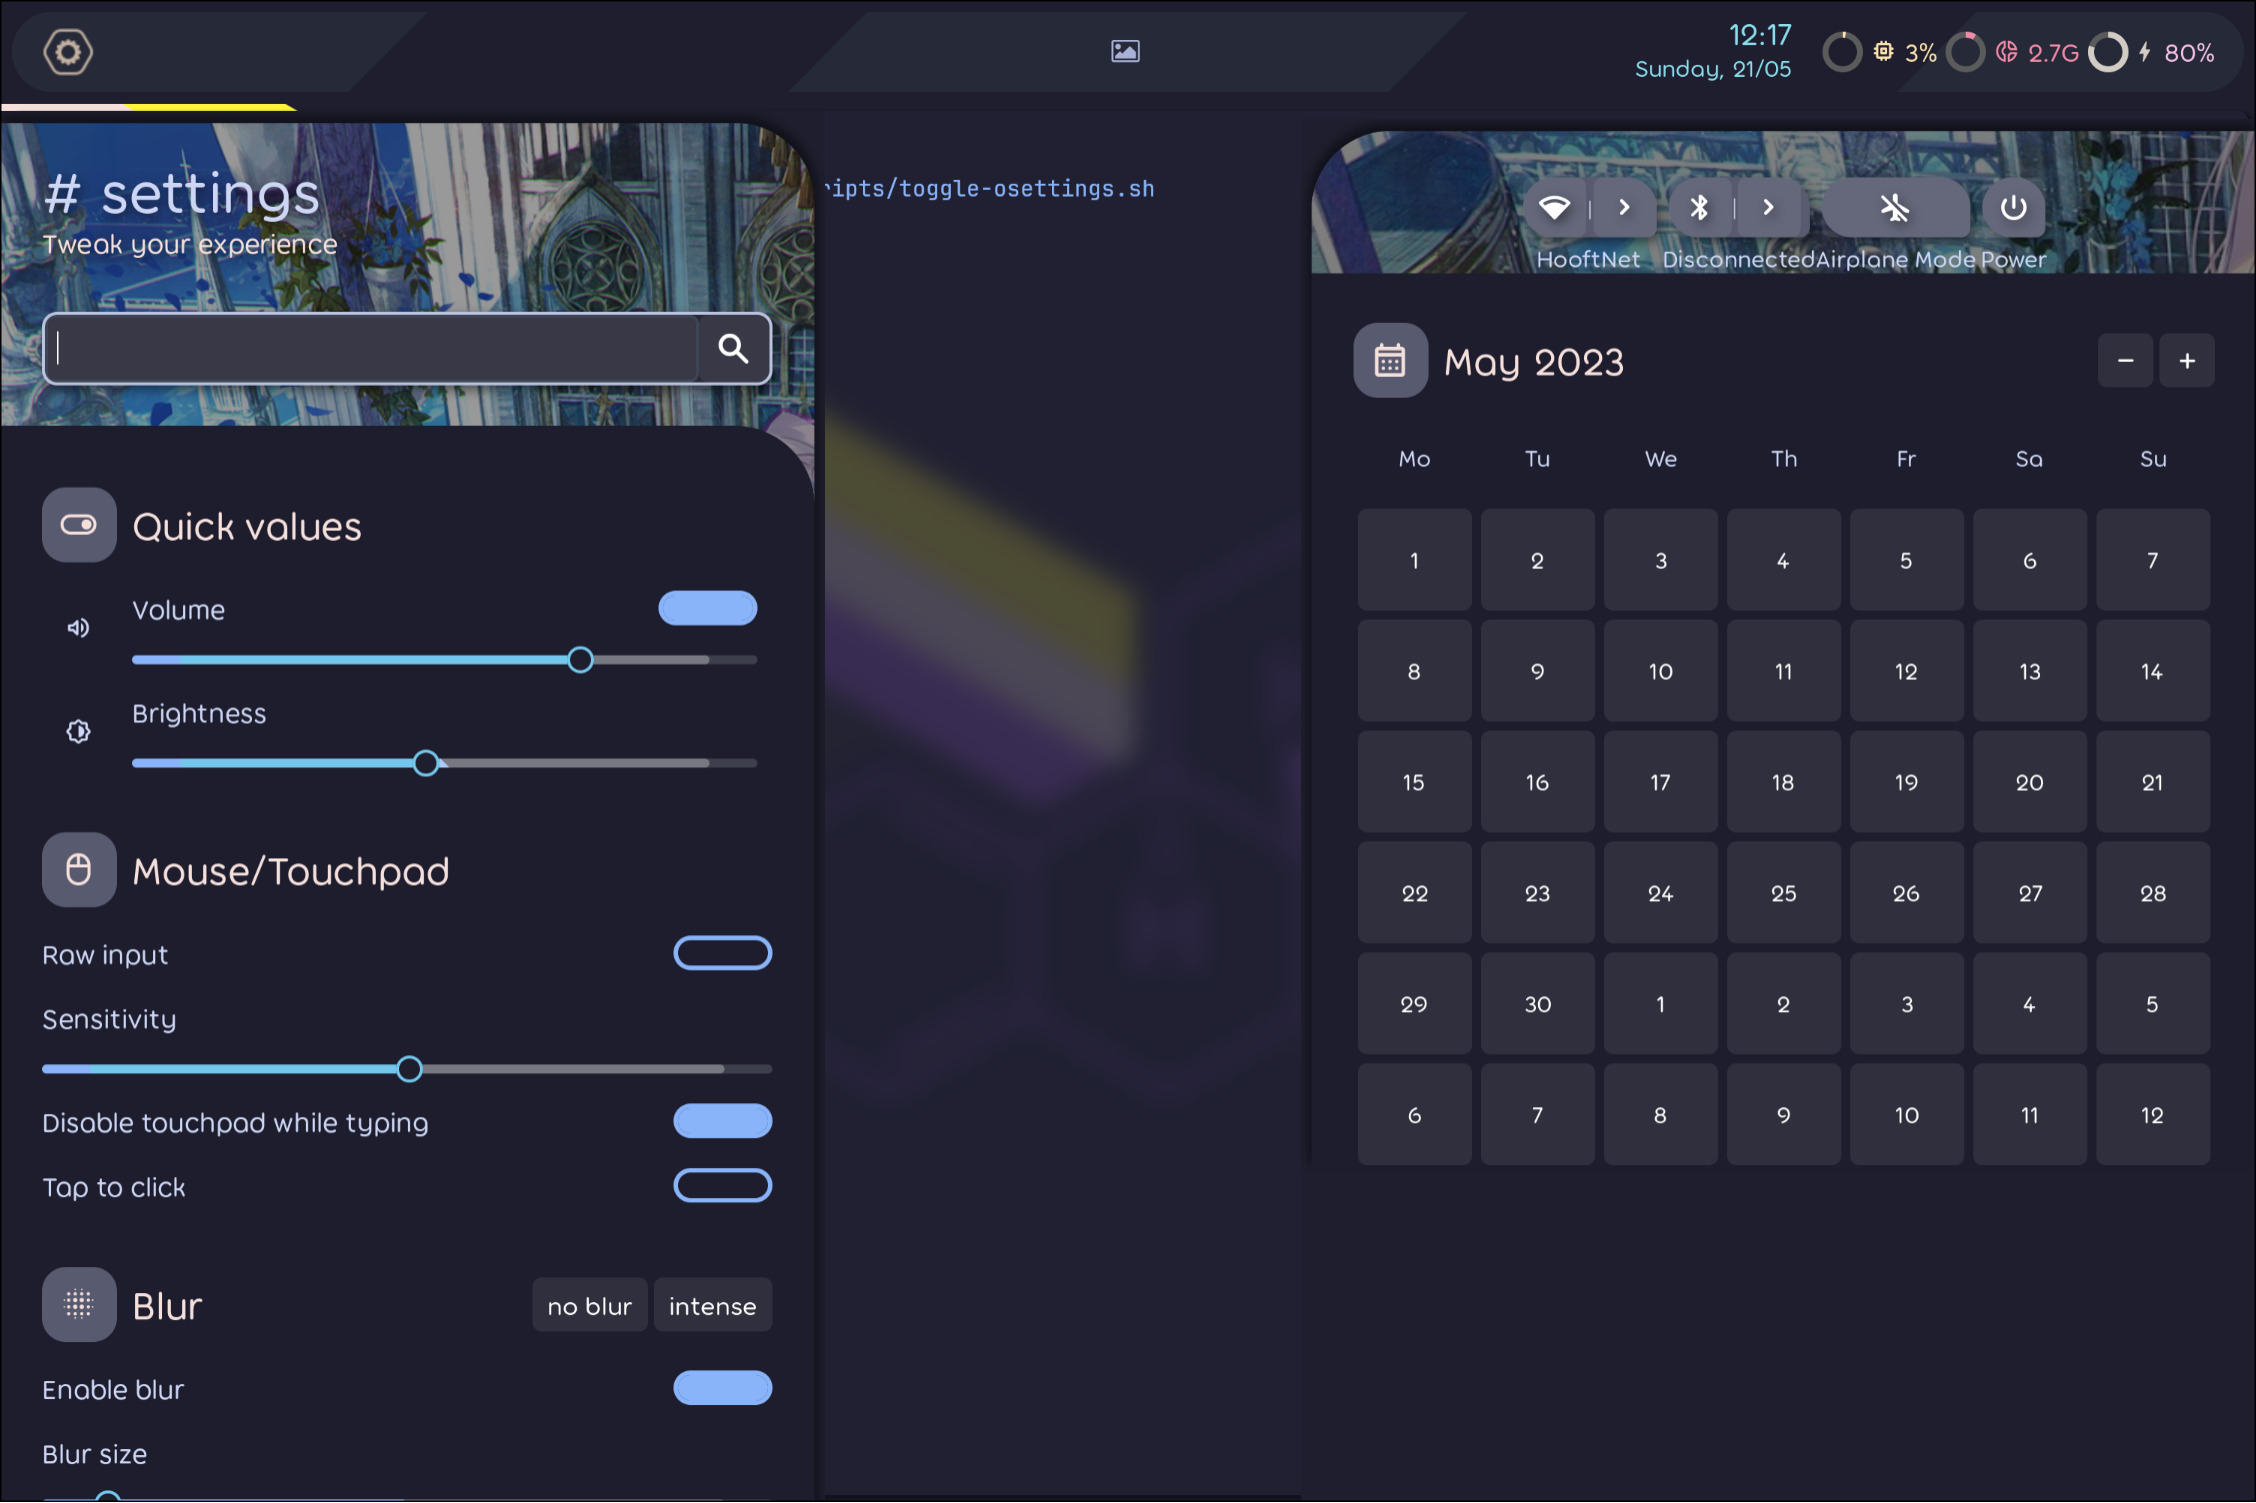 12:17
Sunday, 21/05
3% 2.7G 80%
# settings
Tweak your experience
ipts/toggle-osettings.sh
HooftNet Disconnected Airplane Mode Power
Quick values
Volume
Brightness
Mouse/Touchpad
Raw input
Sensitivity
Disable touchpad while typing
Tap to click
Blur no blur intense
Enable blur
Blur size
May 2023 − +
Mo Tu We Th Fr Sa Su
1 2 3 4 5 6 7
8 9 10 11 12 13 14
15 16 17 18 19 20 21
22 23 24 25 26 27 28
29 30 1 2 3 4 5
6 7 8 9 10 11 12